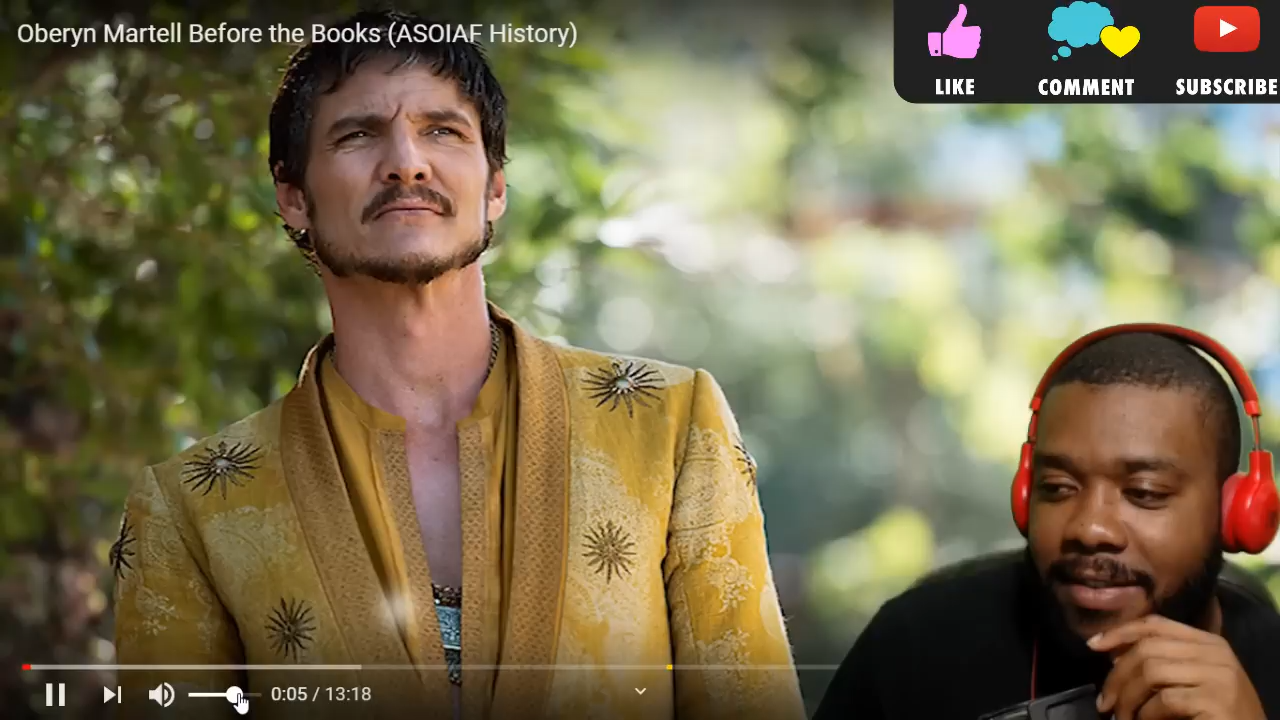 Oberyn Martell Before the Books (ASOIAF History)
LIKE
COMMENT
SUBSCRIBE
0:05 / 13:18